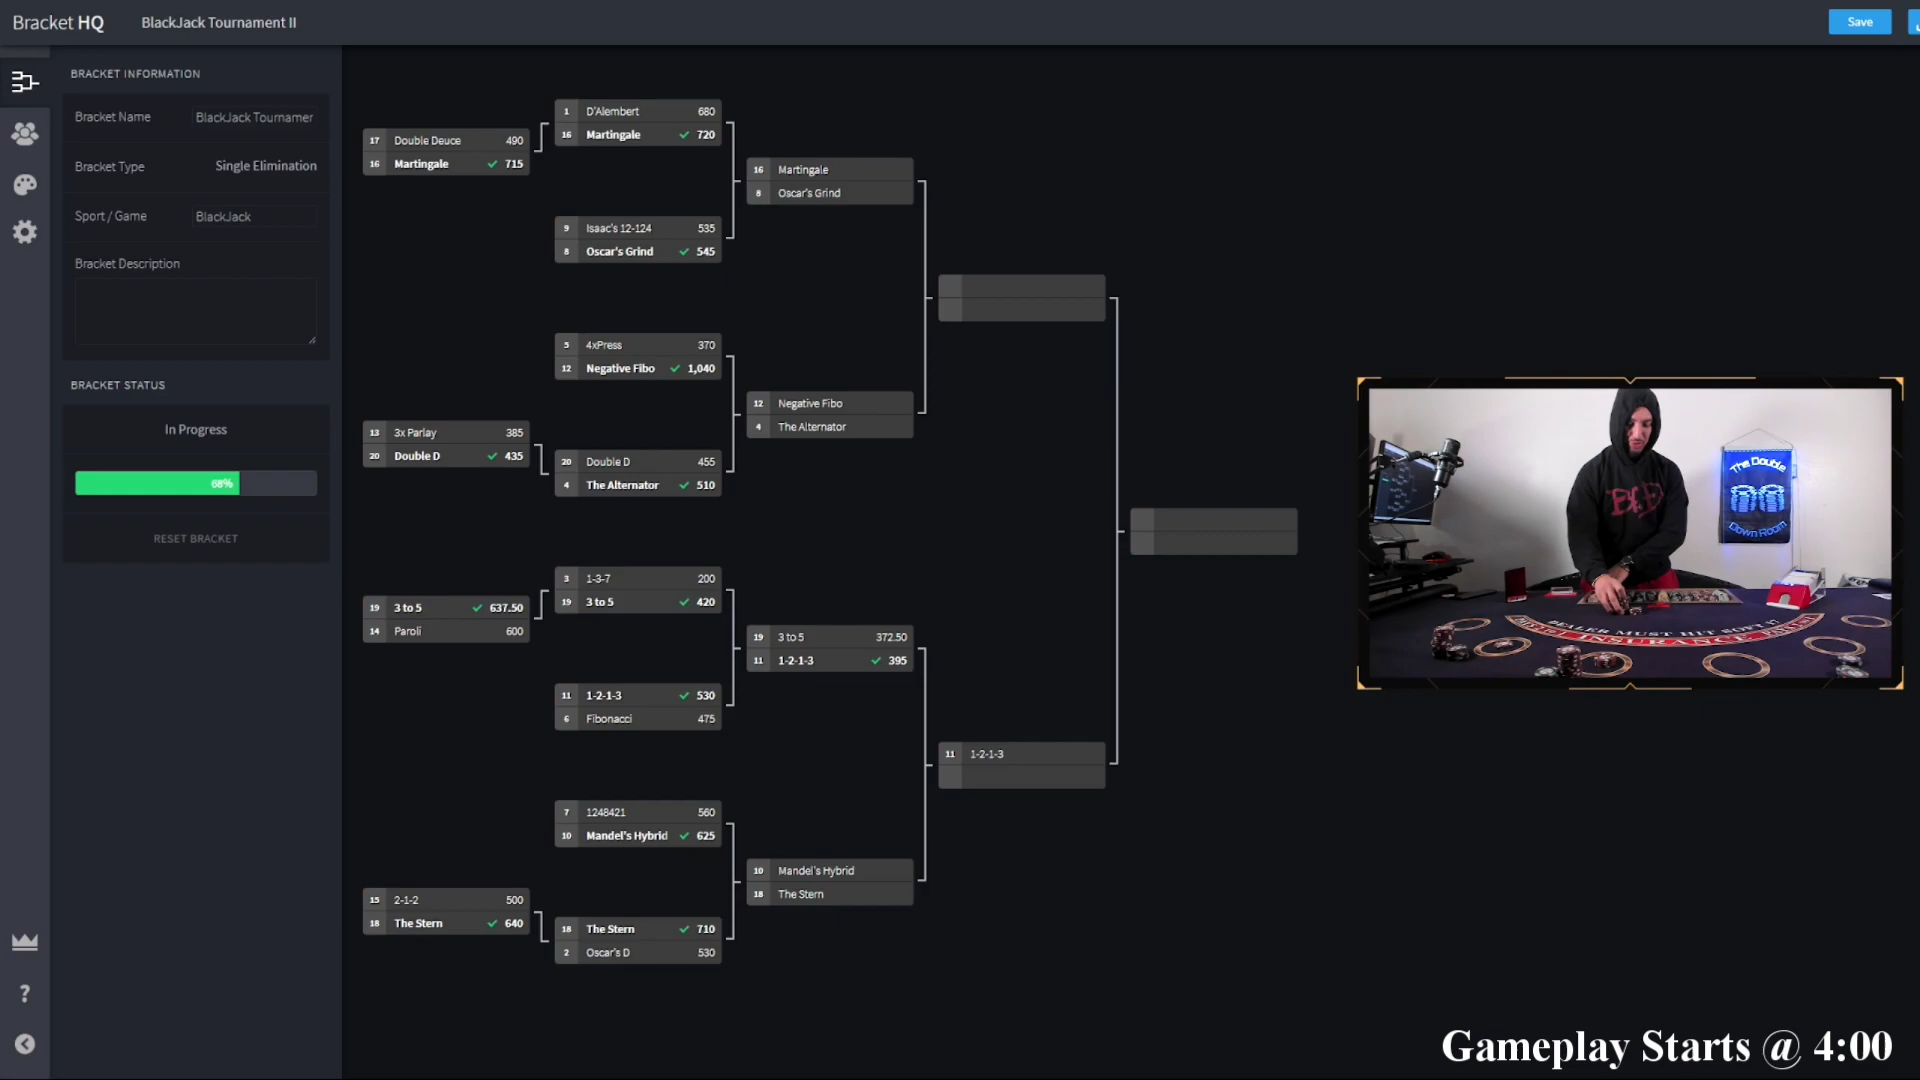 Bracket HQ
BlackJack Tournament II
Save
BRACKET INFORMATION
Bracket Name
BlackJack Tournamer
Bracket Type
Single Elimination
Sport / Game
BlackJack
Bracket Description
BRACKET STATUS
In Progress
68%
RESET BRACKET
17 Double Deuce 490
16 Martingale 715
13 3x Parlay 385
20 Double D 435
19 3 to 5 637.50
14 Paroli 600
15 2-1-2 500
18 The Stern 640
1 D'Alembert 680
16 Martingale 720
9 Isaac's 12-124 535
8 Oscar's Grind 545
5 4xPress 370
12 Negative Fibo 1,040
20 Double D 455
4 The Alternator 510
3 1-3-7 200
19 3 to 5 420
11 1-2-1-3 530
6 Fibonacci 475
7 1248421 560
10 Mandel's Hybrid 625
18 The Stern 710
2 Oscar's D 530
16 Martingale
8 Oscar's Grind
12 Negative Fibo
4 The Alternator
19 3 to 5 372.50
11 1-2-1-3 395
10 Mandel's Hybrid
18 The Stern
11 1-2-1-3
The Double
Down Room
DEALER MUST HIT SOFT 17
INSURANCE
?
Gameplay Starts @ 4:00